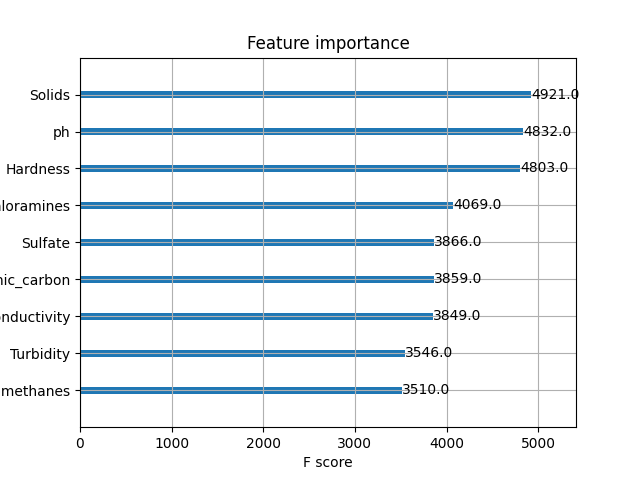 Feature importance
Solids 4921.0
ph 4832.0
Hardness 4803.0
loramines 4069.0
Sulfate 3866.0
nic_carbon 3859.0
onductivity 3849.0
Turbidity 3546.0
methanes 3510.0
0 1000 2000 3000 4000 5000
F score